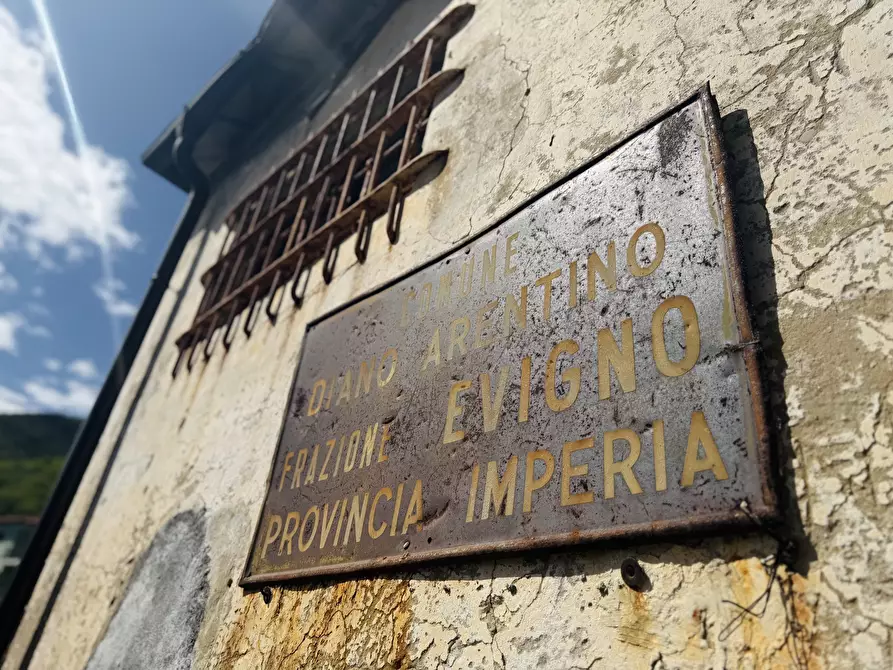 COMUNE
DIANO ARENTINO
FRAZIONE EVIGNO
PROVINCIA IMPERIA